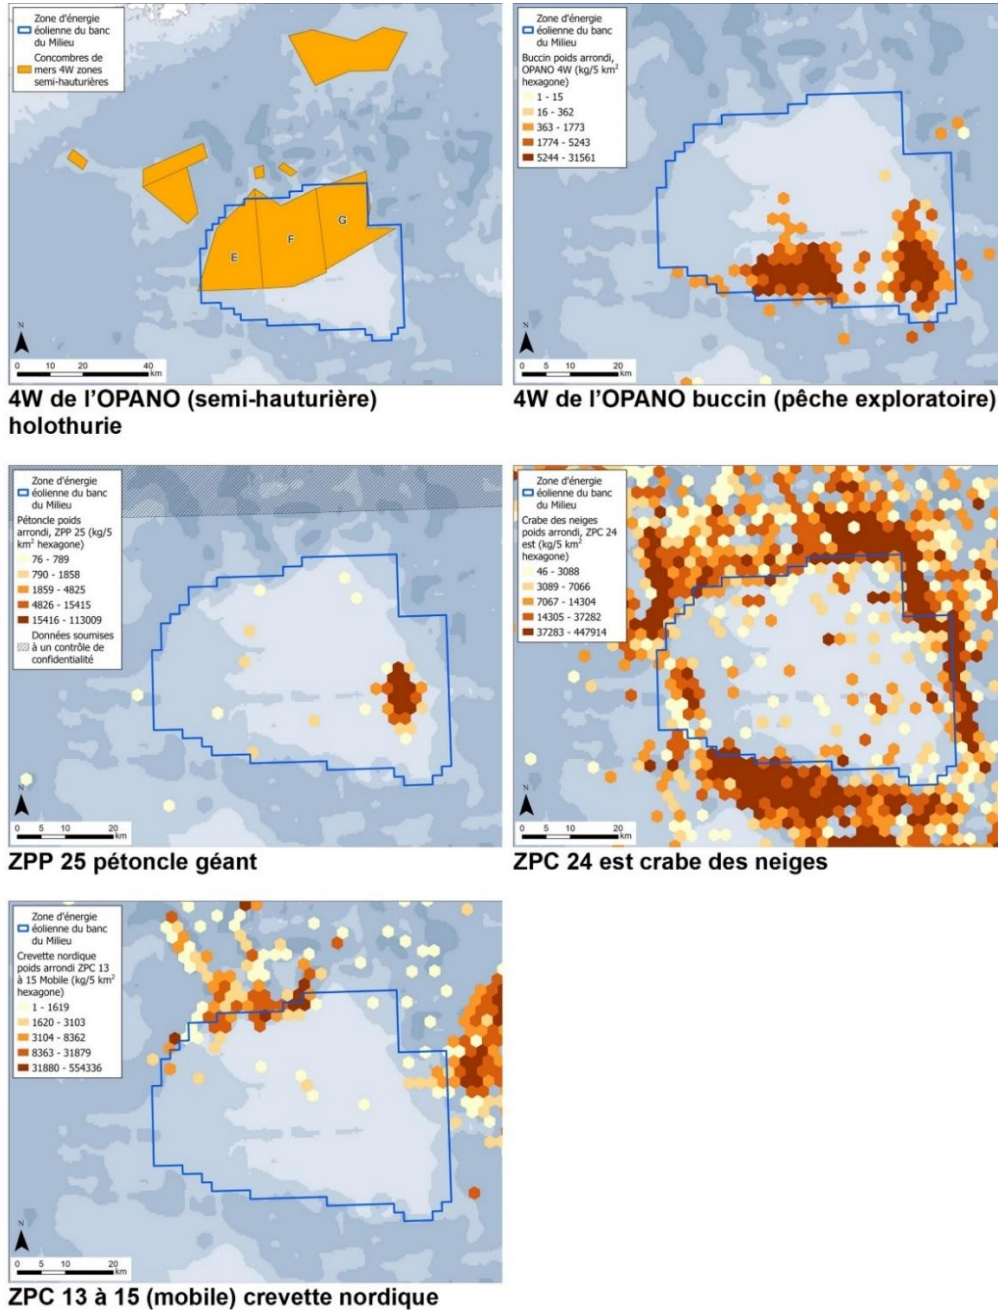 Zone d'énergie
éolienne du banc
du Milieu
Concombres de
mers 4W zones
semi-hauturières
E
F
G
N
0 10 20 40
km
4W de l'OPANO (semi-hauturière)
holothurie
Zone d'énergie
éolienne du banc
du Milieu
Buccin poids arrondi,
OPANO 4W (kg/5 km²
hexagone)
1 - 15
16 - 362
363 - 1773
1774 - 5243
5244 - 31561
N
0 5 10 20
km
4W de l'OPANO buccin (pêche exploratoire)
Zone d'énergie
éolienne du banc
du Milieu
Pétoncle poids
arrondi, ZPP 25 (kg/5
km² hexagone)
76 - 789
790 - 1858
1859 - 4825
4826 - 15415
15416 - 113009
Données soumises
à un contrôle de
confidentialité
N
0 5 10 20
km
ZPP 25 pétoncle géant
Zone d'énergie
éolienne du banc
du Milieu
Crabe des neiges
poids arrondi, ZPC 24
est (kg/5 km²
hexagone)
46 - 3088
3089 - 7066
7067 - 14304
14305 - 37282
37283 - 447914
N
0 5 10 20
km
ZPC 24 est crabe des neiges
Zone d'énergie
éolienne du banc
du Milieu
Crevette nordique
poids arrondi ZPC 13
à 15 Mobile (kg/5 km²
hexagone)
1 - 1619
1620 - 3103
3104 - 8362
8363 - 31879
31880 - 554336
N
0 5 10 20
km
ZPC 13 à 15 (mobile) crevette nordique